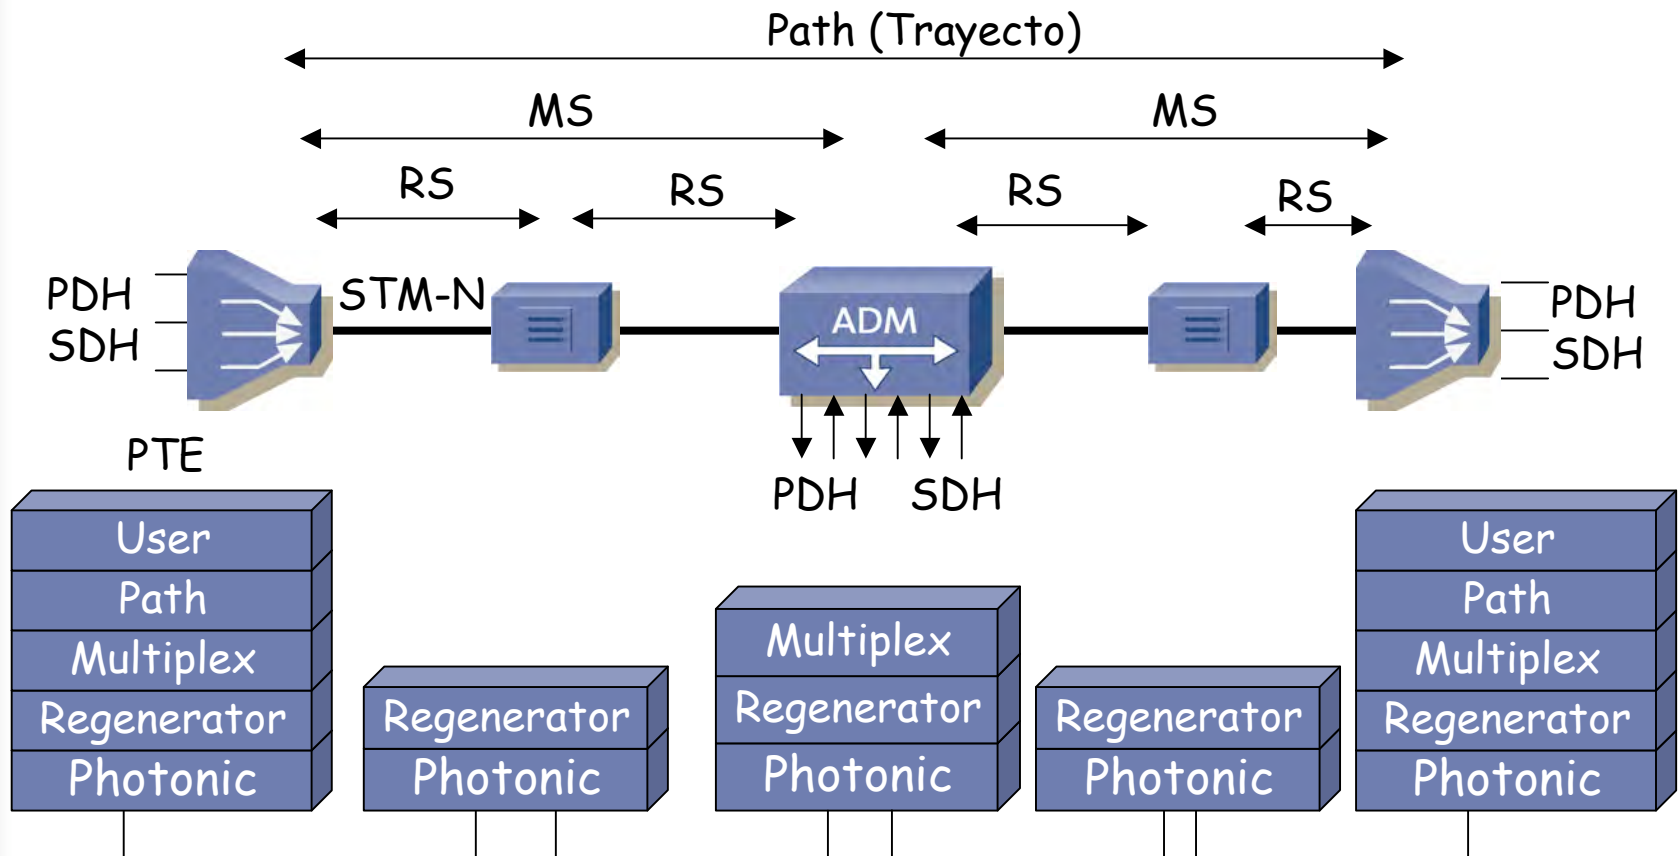 Path (Trayecto)
MS
MS
RS
RS
RS
RS
PDH
SDH
STM-N
ADM
PDH
SDH
PTE
PDH
SDH
User
Path
Multiplex
Regenerator
Photonic
Regenerator
Photonic
Multiplex
Regenerator
Photonic
Regenerator
Photonic
User
Path
Multiplex
Regenerator
Photonic